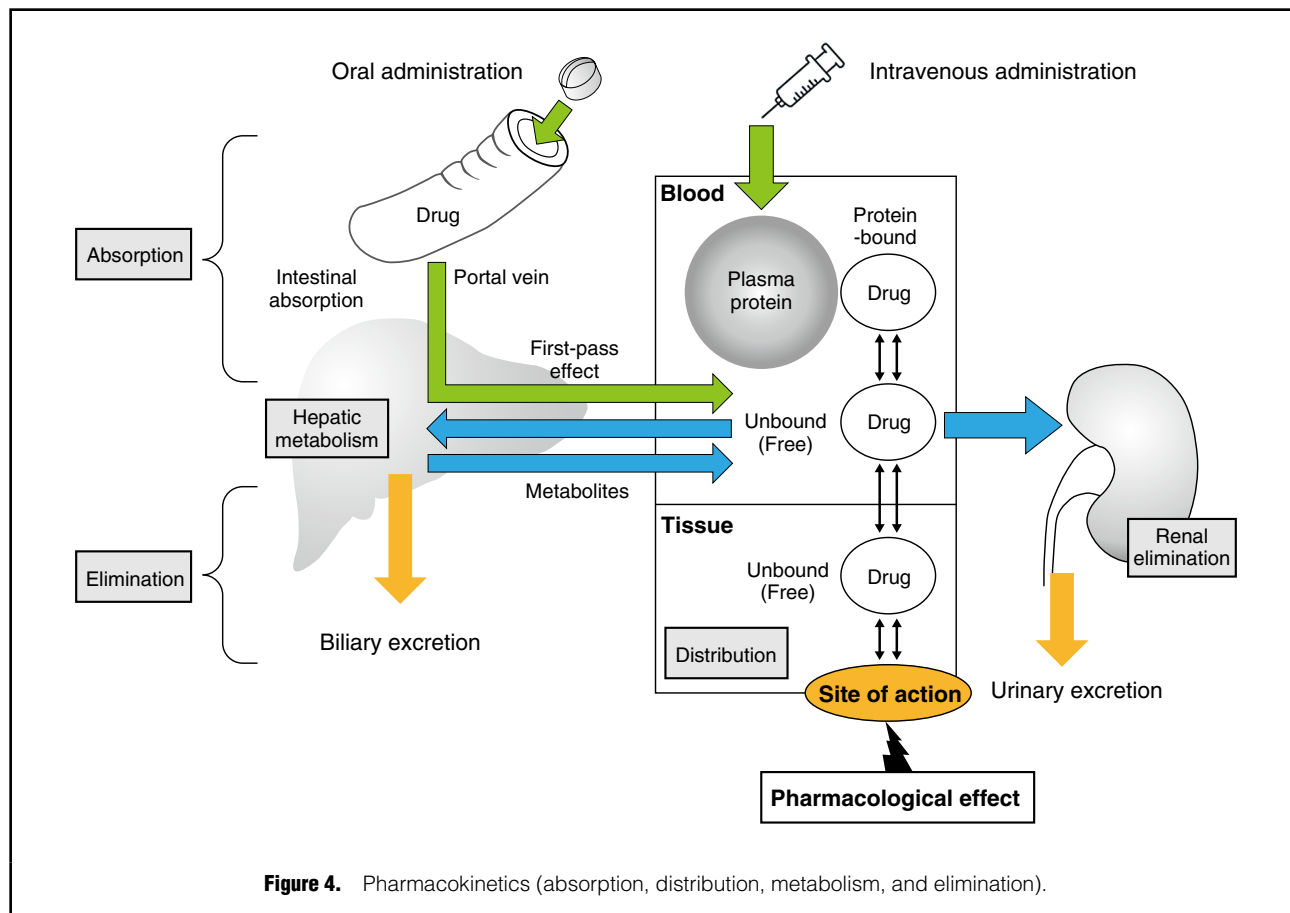 Oral administration
Intravenous administration
Absorption
Drug
Intestinal
absorption
Portal vein
First-pass
effect
Hepatic
metabolism
Metabolites
Elimination
Biliary excretion
Blood
Plasma
protein
Protein
-bound
Drug
Unbound
(Free)
Drug
Tissue
Unbound
(Free)
Drug
Distribution
Site of action
Pharmacological effect
Renal
elimination
Urinary excretion
Figure 4. Pharmacokinetics (absorption, distribution, metabolism, and elimination).